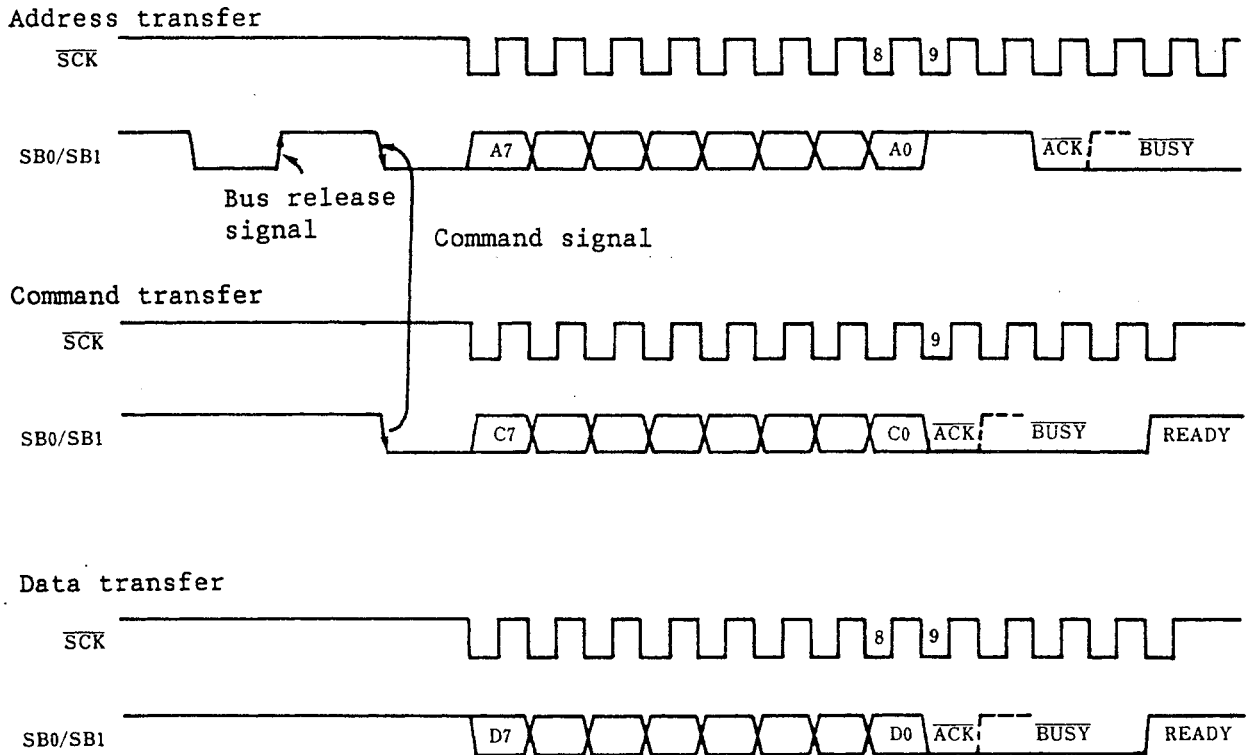 Address transfer
SCK
8 9
SB0/SB1
A7 A0 ACK BUSY
Bus release
signal
Command signal
Command transfer
SCK
9
SB0/SB1
C7 C0 ACK BUSY READY
Data transfer
SCK
8 9
SB0/SB1
D7 D0 ACK BUSY READY